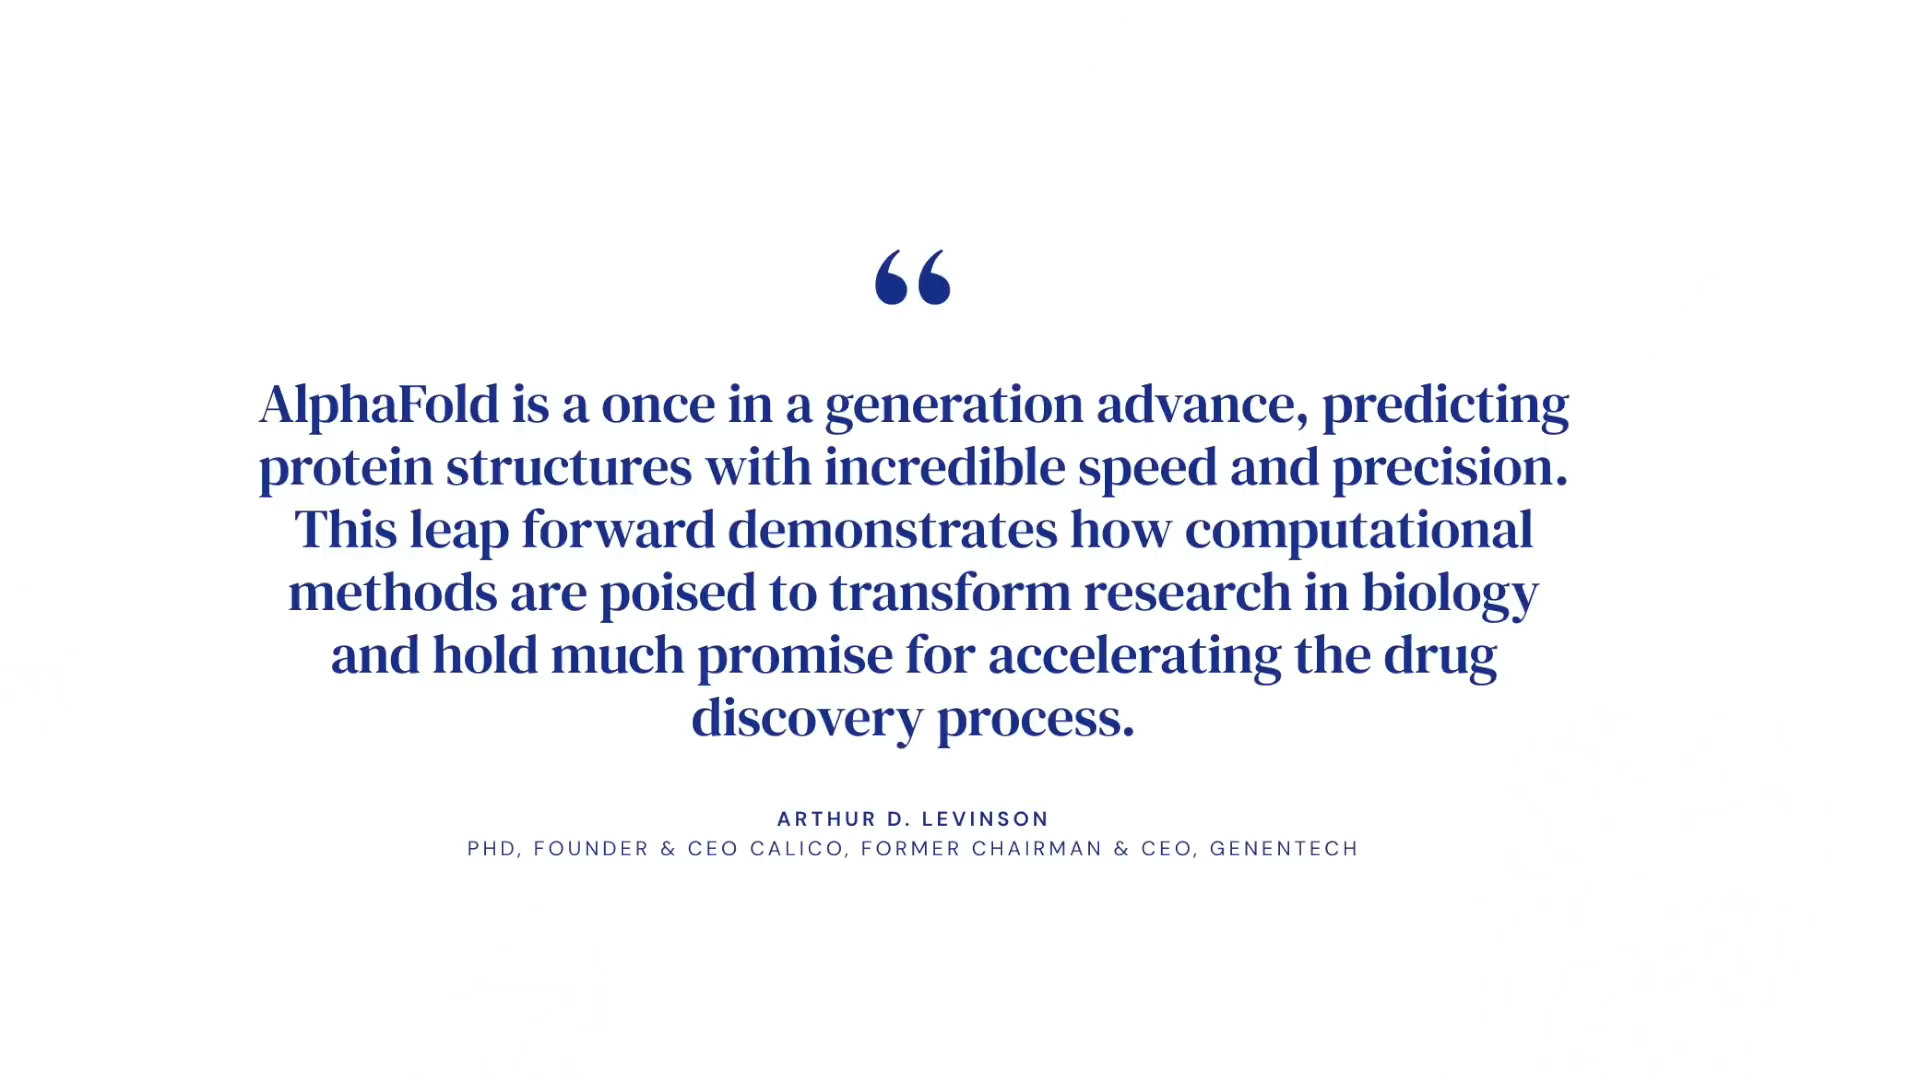 “
AlphaFold is a once in a generation advance, predicting
protein structures with incredible speed and precision.
This leap forward demonstrates how computational
methods are poised to transform research in biology
and hold much promise for accelerating the drug
discovery process.
ARTHUR D. LEVINSON
PHD, FOUNDER & CEO CALICO, FORMER CHAIRMAN & CEO, GENENTECH